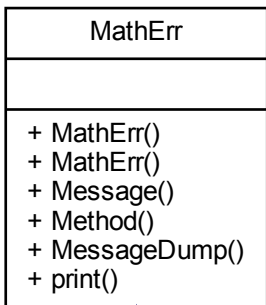 MathErr
+ MathErr()
+ MathErr()
+ Message()
+ Method()
+ MessageDump()
+ print()